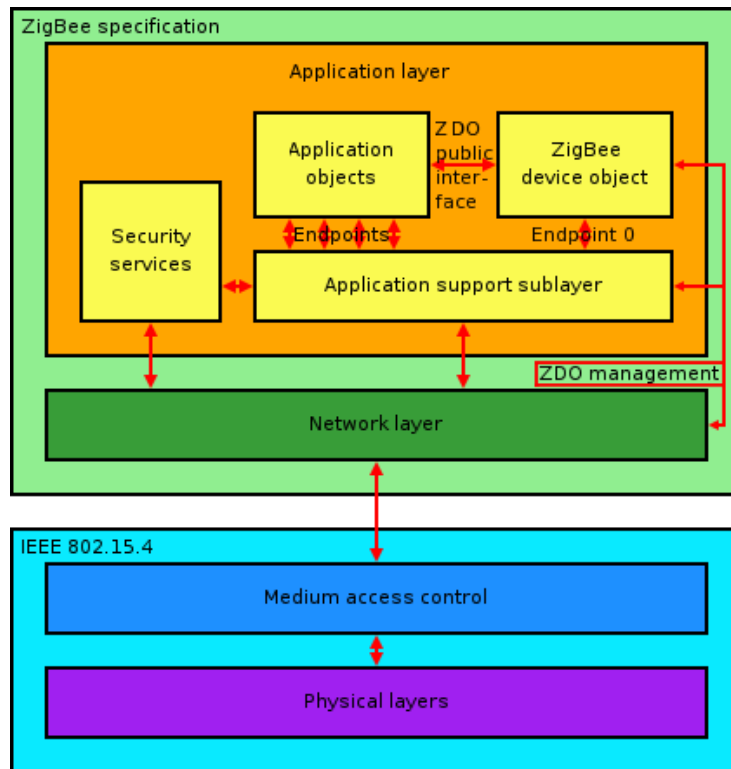 ZigBee specification
Application layer
Application
objects
ZDO
public
inter-
face
ZigBee
device object
Security
services
Endpoints
Endpoint 0
Application support sublayer
ZDO management
Network layer
IEEE 802.15.4
Medium access control
Physical layers